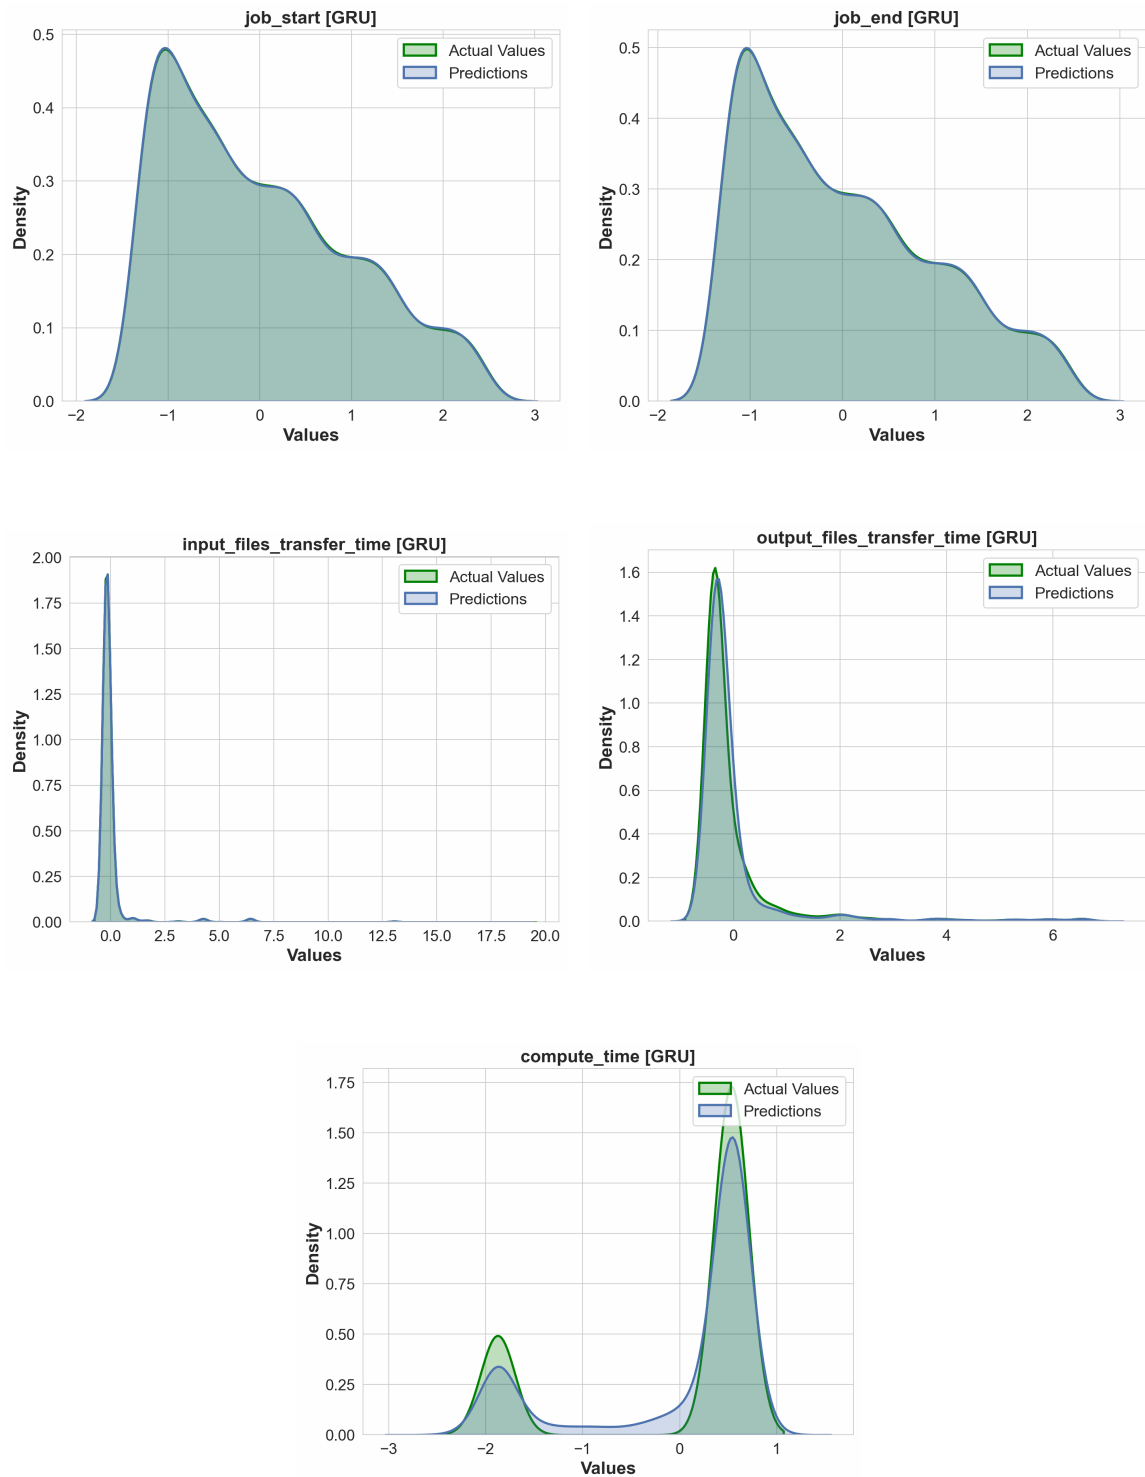 job_start [GRU]
Actual Values
Predictions
Density
0.5
0.4
0.3
0.2
0.1
0.0
−2 −1 0 1 2 3
Values
job_end [GRU]
Actual Values
Predictions
Density
0.5
0.4
0.3
0.2
0.1
0.0
−2 −1 0 1 2 3
Values
input_files_transfer_time [GRU]
Actual Values
Predictions
Density
2.00
1.75
1.50
1.25
1.00
0.75
0.50
0.25
0.00
0.0 2.5 5.0 7.5 10.0 12.5 15.0 17.5 20.0
Values
output_files_transfer_time [GRU]
Actual Values
Predictions
Density
1.6
1.4
1.2
1.0
0.8
0.6
0.4
0.2
0.0
0 2 4 6
Values
compute_time [GRU]
Actual Values
Predictions
Density
1.75
1.50
1.25
1.00
0.75
0.50
0.25
0.00
−3 −2 −1 0 1
Values